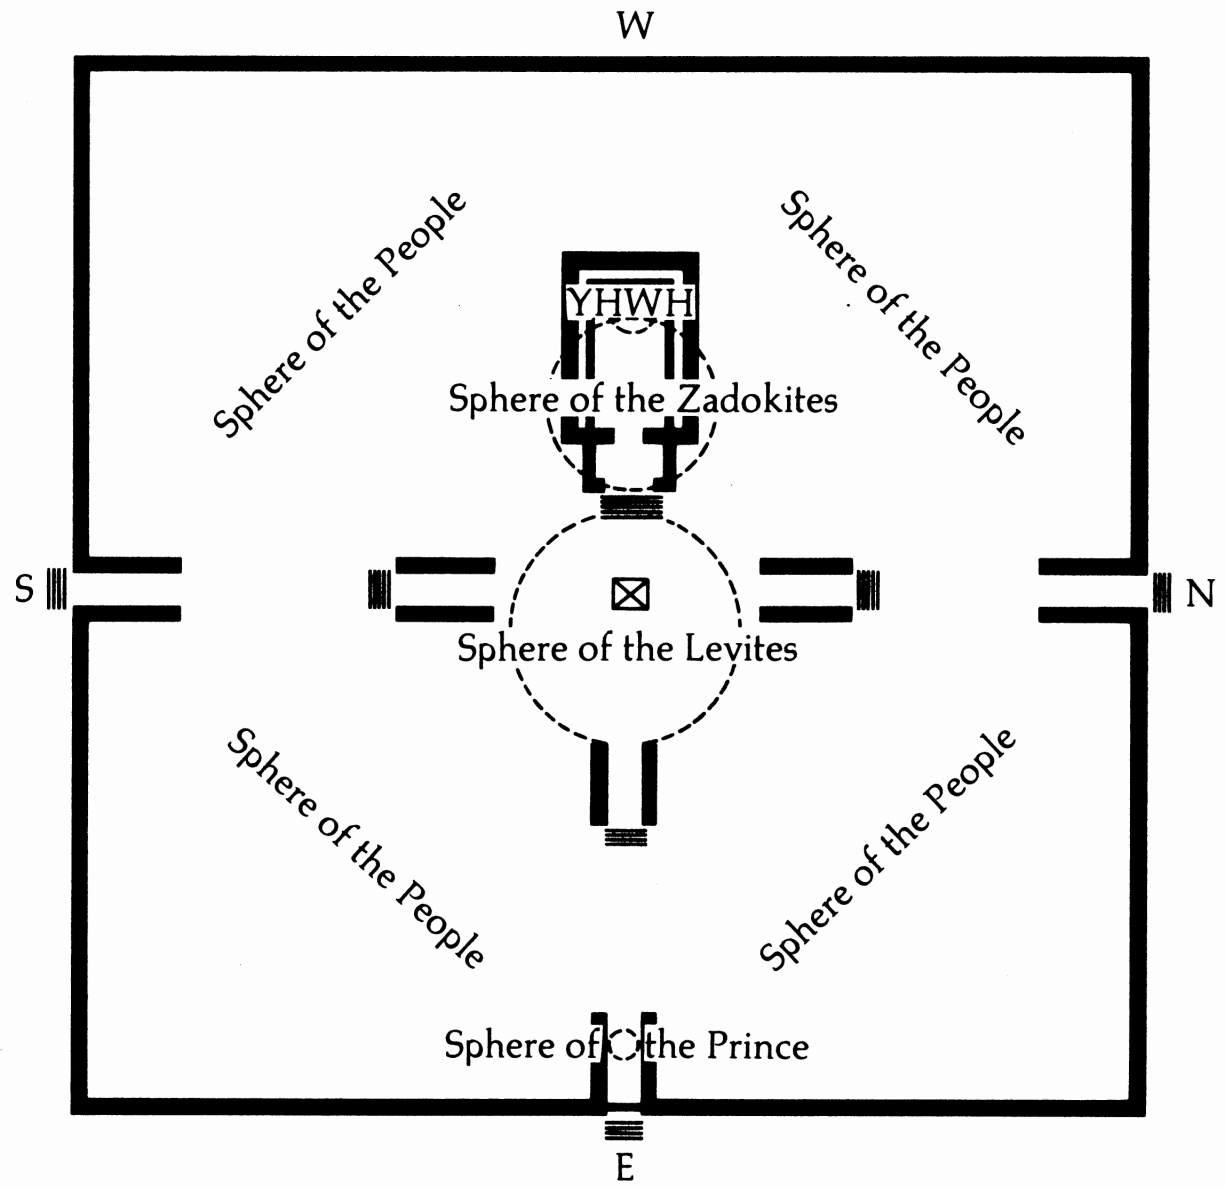 W
Sphere of the People
Sphere of the People
YHWH
Sphere of the Zadokites
S
N
Sphere of the Levites
Sphere of the People
Sphere of the People
Sphere of the Prince
E